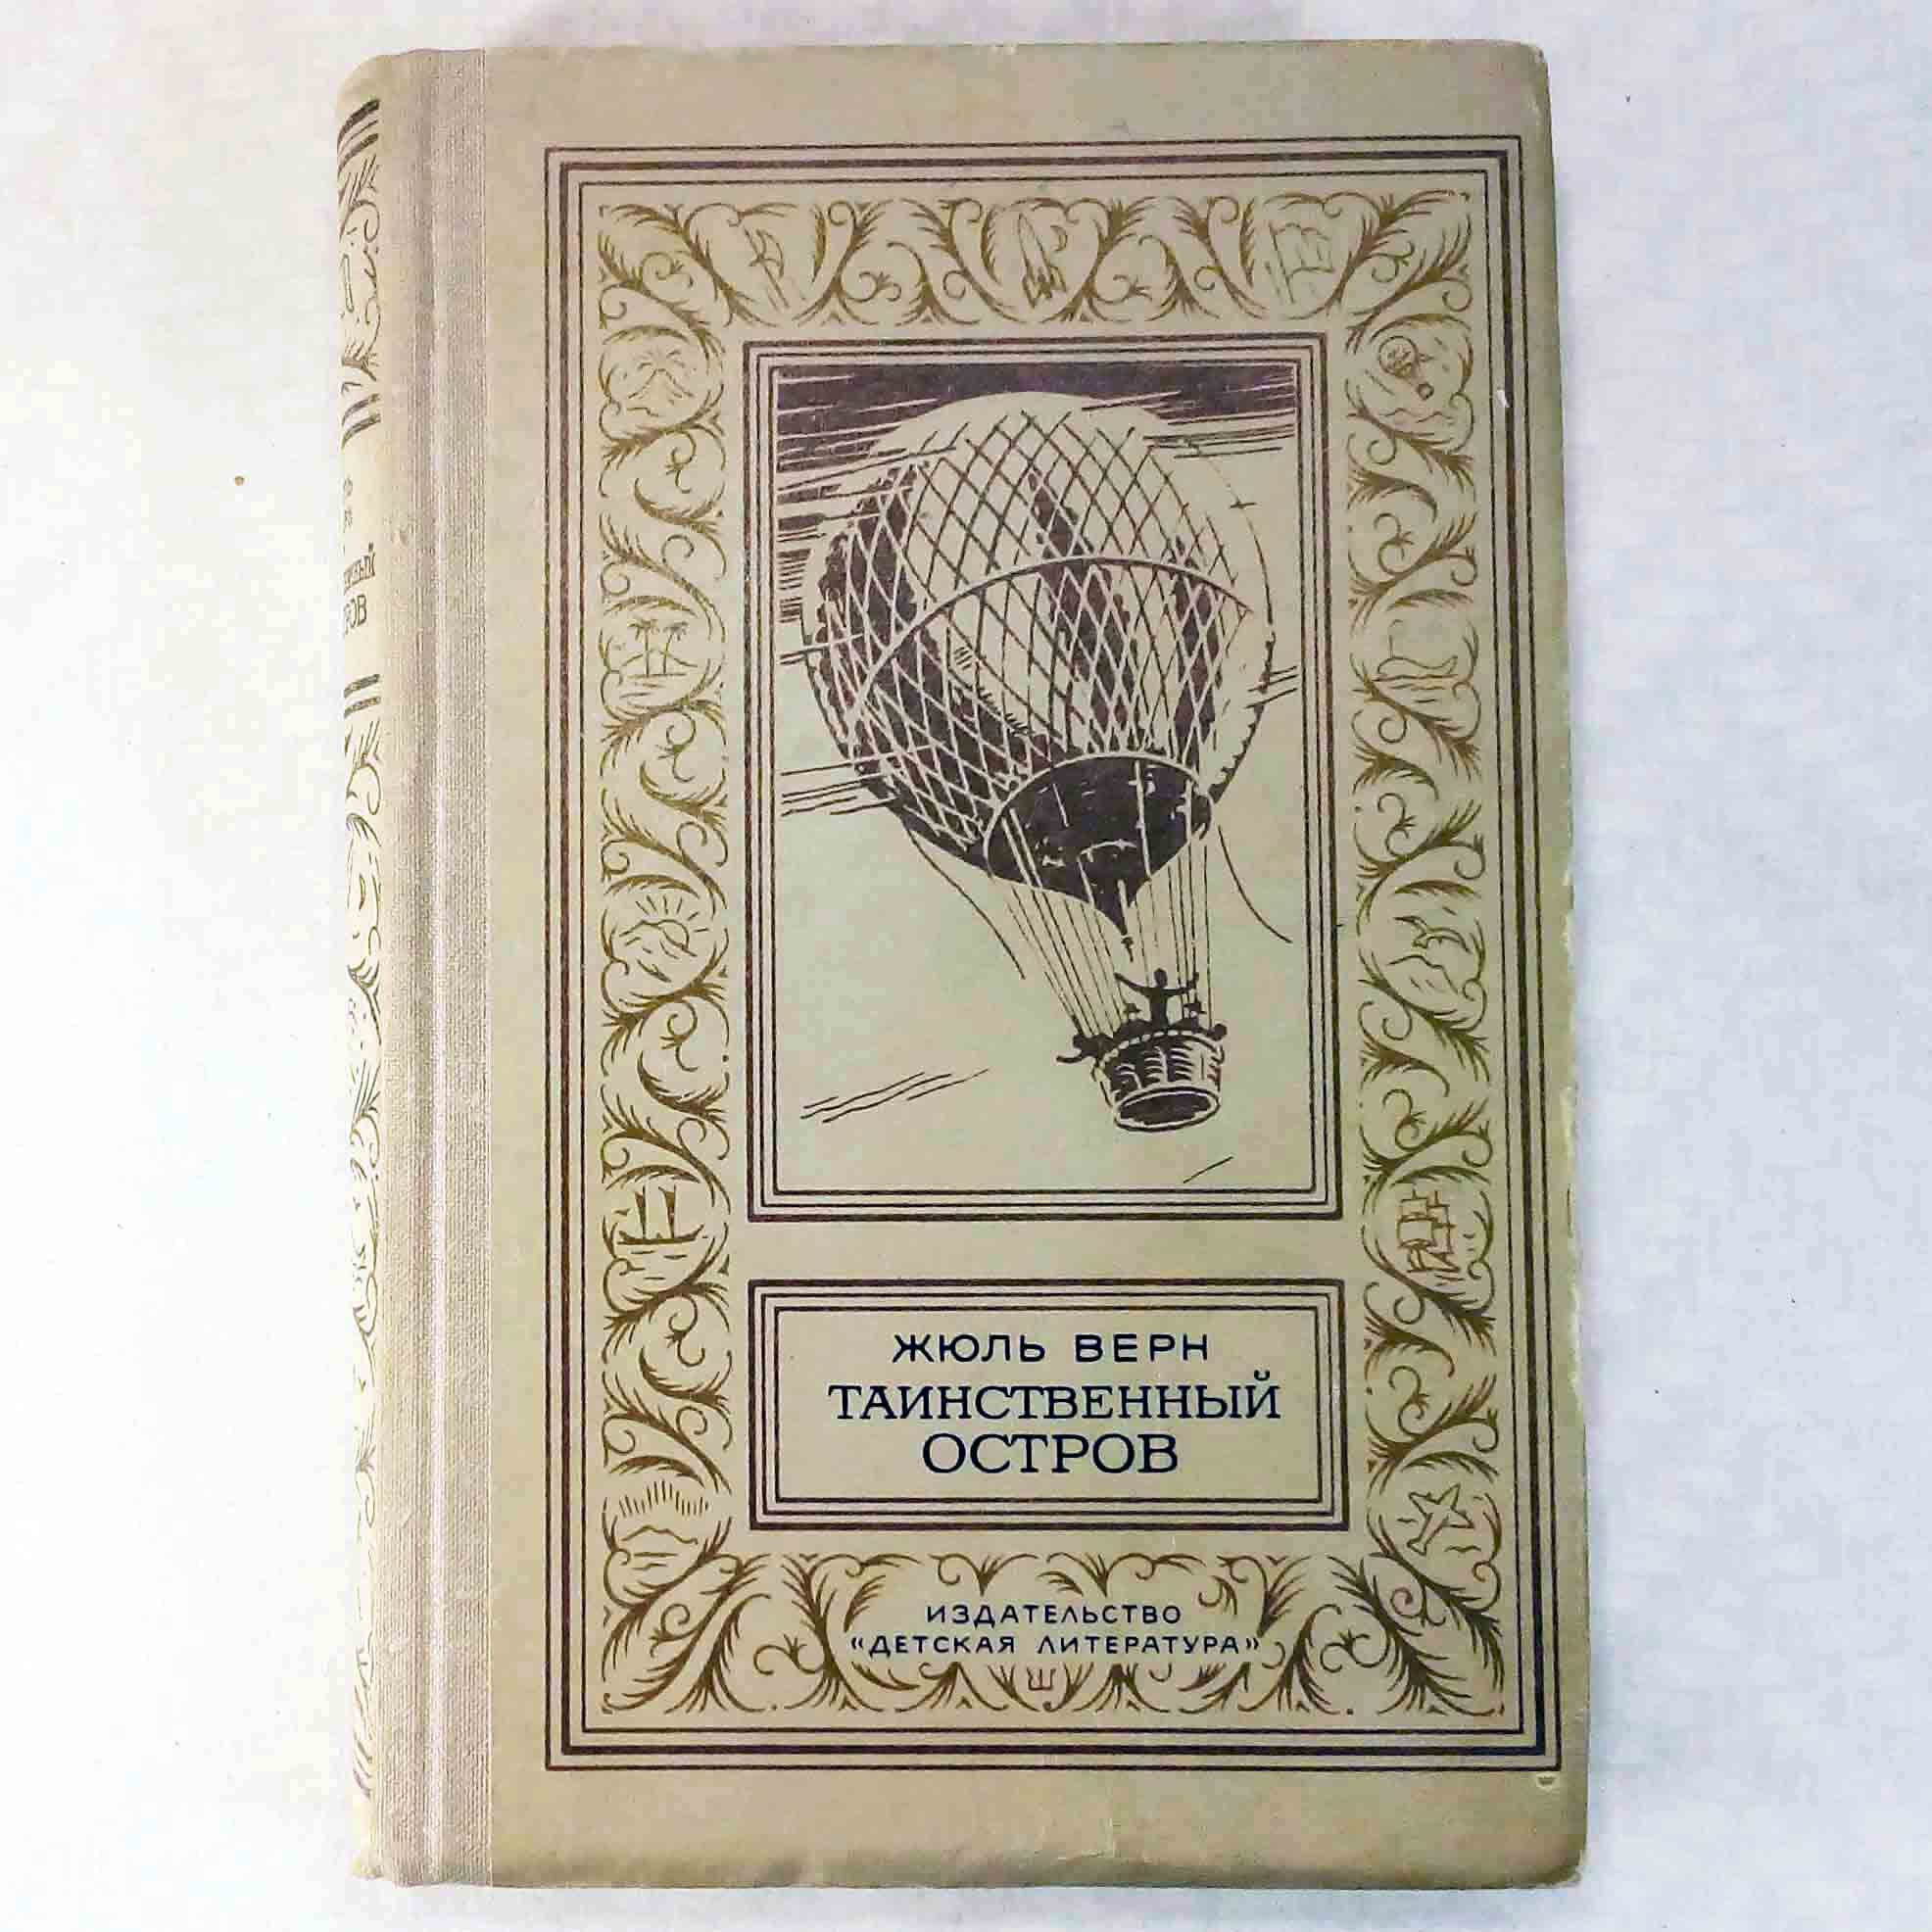 ЖЮЛЬ ВЕРН
ТАИНСТВЕННЫЙ
ОСТРОВ
ИЗДАТЕЛЬСТВО
«ДЕТСКАЯ ЛИТЕРАТУРА»